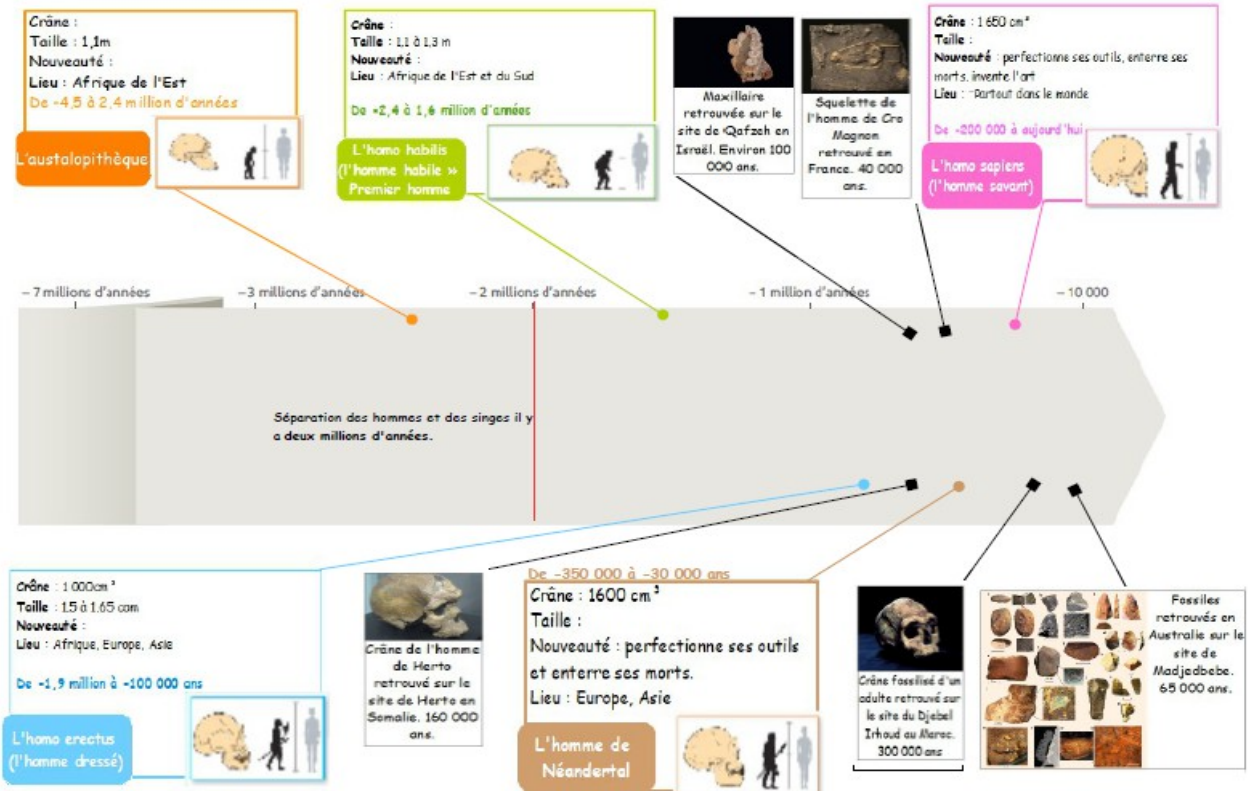 Crâne :
Taille : 1,1m
Nouveauté :
Lieu : Afrique de l'Est
De -4,5 à 2,4 million d'années
L'austalopithèque
Crâne :
Taille : 1,1 à 1,3 m
Nouveauté :
Lieu : Afrique de l'Est et du Sud
De -2,4 à 1,6 million d'années
L'homo habilis
(l'homme habile »
Premier homme
Maxillaire
retrouvée sur le
site de Qafzeh en
Israël. Environ 100
000 ans.
Squelette de
l'homme de Cro
Magnon
retrouvé en
France. 40 000
ans.
Crâne : 1 650 cm³
Taille :
Nouveauté : perfectionne ses outils, enterre ses
morts, invente l'art
Lieu : Partout dans le monde
De -200 000 à aujourd'hui
L'homo sapiens
(l'homme savant)
– 7 millions d'années
– 3 millions d'années
– 2 millions d'années
– 1 million d'années
– 10 000
Séparation des hommes et des singes il y
a deux millions d'années.
Crâne : 1 000cm³
Taille : 1.5 à 1.65 com
Nouveauté :
Lieu : Afrique, Europe, Asie
De -1,9 million à -100 000 ans
L'homo erectus
(l'homme dressé)
Crâne de l'homme
de Herto
retrouvé sur le
site de Herto en
Somalie. 160 000
ans.
De -350 000 à -30 000 ans
Crâne : 1600 cm³
Taille :
Nouveauté : perfectionne ses outils
et enterre ses morts.
Lieu : Europe, Asie
L'homme de
Néandertal
Crâne fossilisé d'un
adulte retrouvé sur
le site du Djebel
Irhoud au Maroc.
300 000 ans
Fossiles
retrouvés en
Australie sur le
site de
Madjedbebe.
65 000 ans.